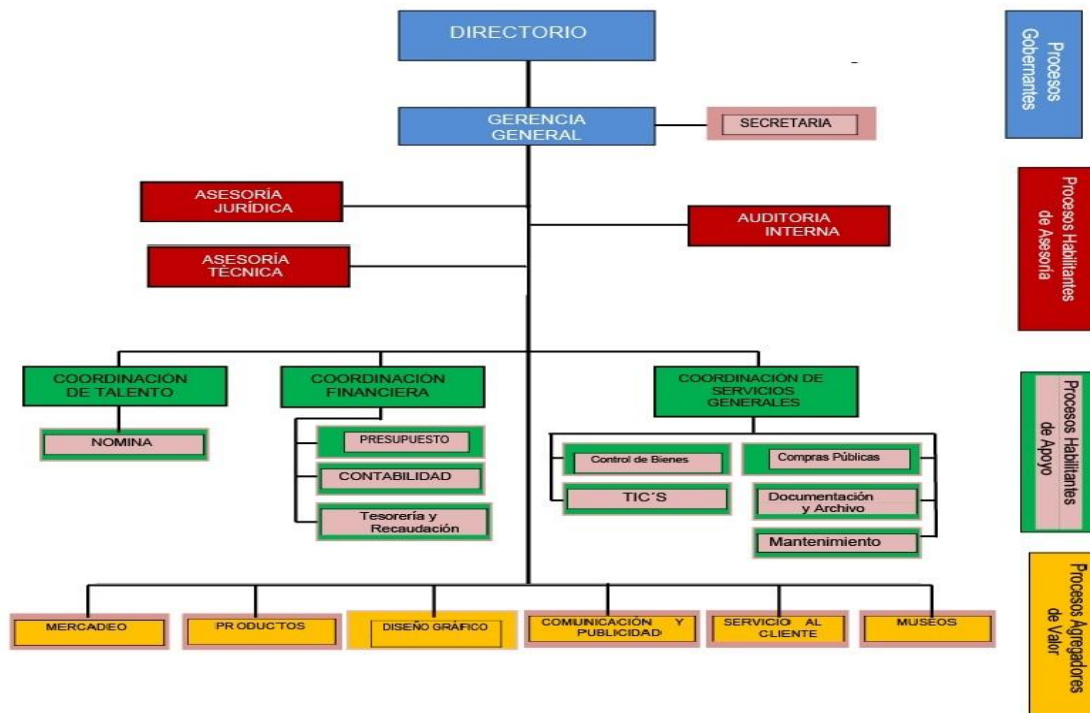 DIRECTORIO
Procesos
Gobernantes
GERENCIA
GENERAL
SECRETARIA
ASESORÍA
JURÍDICA
AUDITORIA
INTERNA
ASESORÍA
TÉCNICA
Procesos Habilitantes
de Asesoría
COORDINACIÓN
DE TALENTO
COORDINACIÓN
FINANCIERA
COORDINACIÓN DE
SERVICIOS
GENERALES
NOMINA
PRESUPUESTO
CONTABILIDAD
Tesorería y
Recaudación
Control de Bienes
Compras Públicas
TIC´S
Documentación
y Archivo
Mantenimiento
Procesos Habilitantes
de Apoyo
MERCADEO
PRODUCTOS
DISEÑO GRÁFICO
COMUNICACIÓN Y
PUBLICIDAD
SERVICIO AL
CLIENTE
MUSEOS
Procesos Agregadores
de Valor